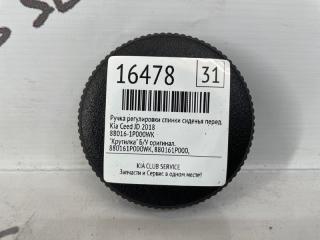 16478 31
Ручка регулировки спинки сиденья перед.
Kia Ceed JD 2018
88016-1P000WK
"Крутилка" Б/У оригинал.
880161P000WK, 880161P000,
KIA CLUB SERVICE
Запчасти и Сервис в одном месте!